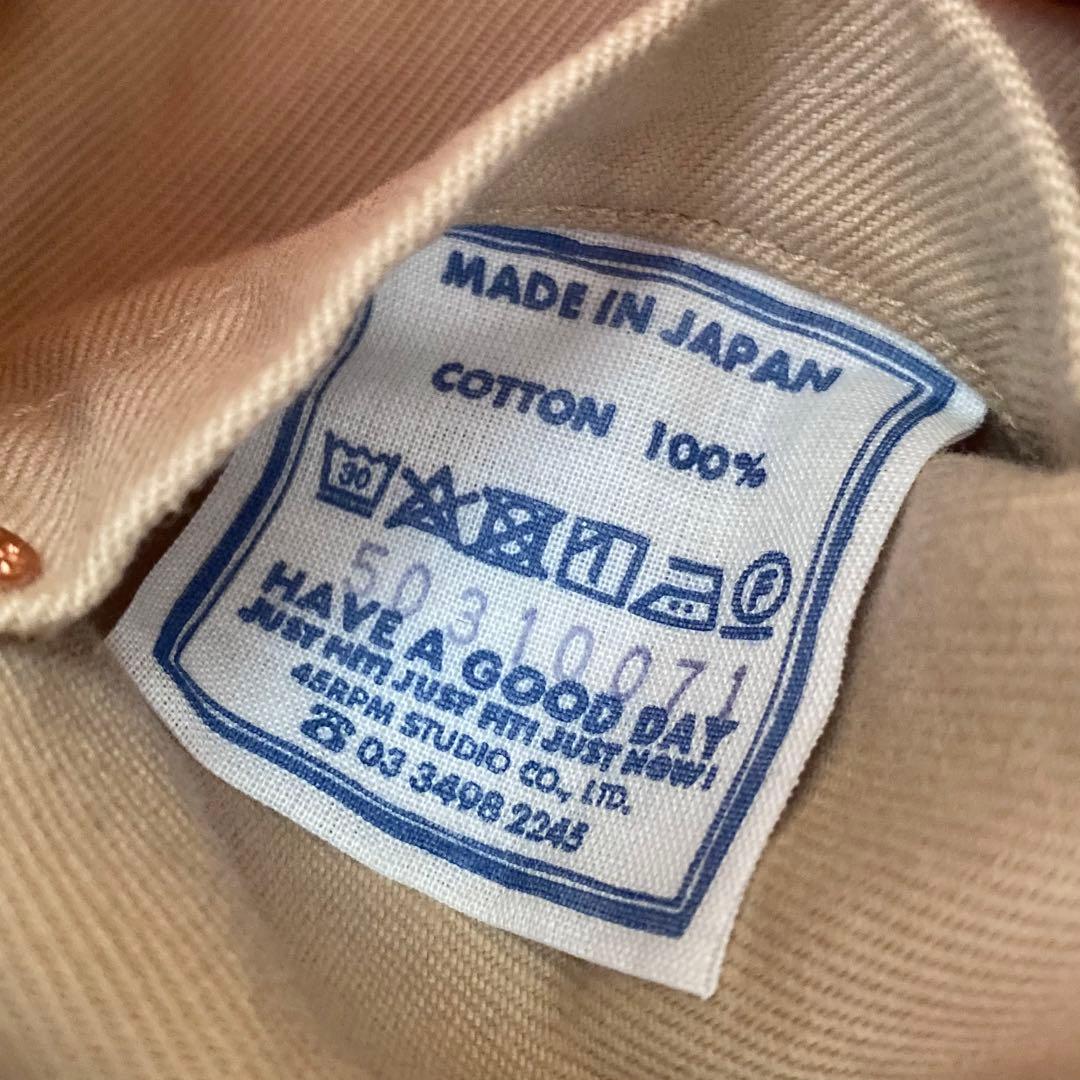 MADE IN JAPAN
COTTON 100%
30
P
50310071
HAVE A GOOD DAY
JUST HIT! JUST FIT! JUST NOW!
45RPM STUDIO CO., LTD.
☎ 03 3498 2245